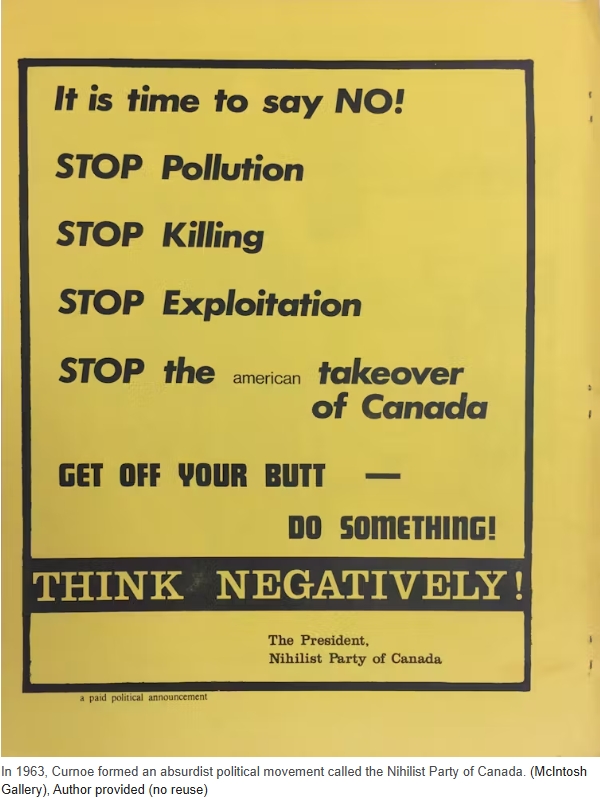 It is time to say NO!
STOP Pollution
STOP Killing
STOP Exploitation
STOP the american takeover
of Canada
GET OFF YOUR BUTT —
DO SOMETHING!
THINK NEGATIVELY!
The President,
Nihilist Party of Canada
a paid political announcement
In 1963, Curnoe formed an absurdist political movement called the Nihilist Party of Canada. (McIntosh
Gallery), Author provided (no reuse)